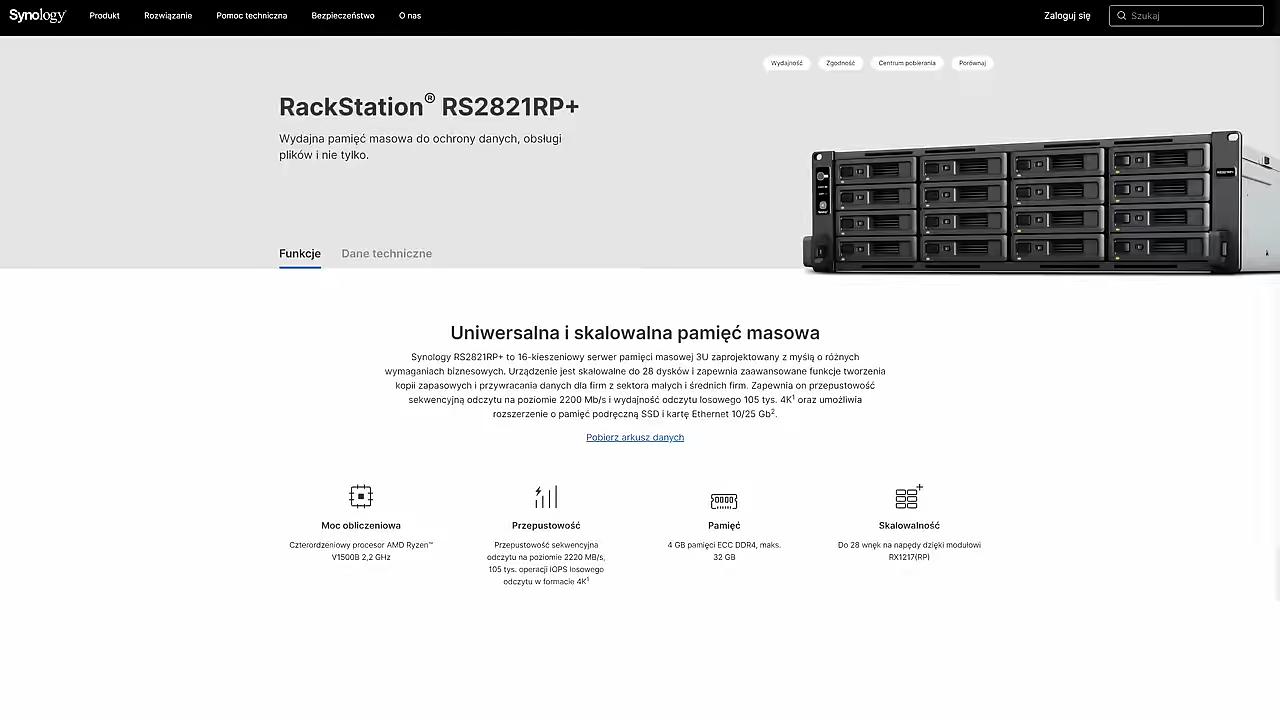 Synology
Produkt
Rozwiązanie
Pomoc techniczna
Bezpieczeństwo
O nas
Zaloguj się
Szukaj
Wydajność
Zgodność
Centrum pobierania
Porównaj
RackStation® RS2821RP+
Wydajna pamięć masowa do ochrony danych, obsługi
plików i nie tylko.
Funkcje
Dane techniczne
Uniwersalna i skalowalna pamięć masowa
Synology RS2821RP+ to 16-kieszeniowy serwer pamięci masowej 3U zaprojektowany z myślą o różnych
wymaganiach biznesowych. Urządzenie jest skalowalne do 28 dysków i zapewnia zaawansowane funkcje tworzenia
kopii zapasowych i przywracania danych dla firm z sektora małych i średnich firm. Zapewnia on przepustowość
sekwencyjną odczytu na poziomie 2200 Mb/s i wydajność odczytu losowego 105 tys. 4K¹ oraz umożliwia
rozszerzenie o pamięć podręczną SSD i kartę Ethernet 10/25 Gb².
Pobierz arkusz danych
Moc obliczeniowa
Czterordzeniowy procesor AMD Ryzen™
V1500B 2,2 GHz
Przepustowość
Przepustowość sekwencyjna
odczytu na poziomie 2220 MB/s,
105 tys. operacji IOPS losowego
odczytu w formacie 4K¹
Pamięć
4 GB pamięci ECC DDR4, maks.
32 GB
Skalowalność
Do 28 wnęk na napędy dzięki modułowi
RX1217(RP)